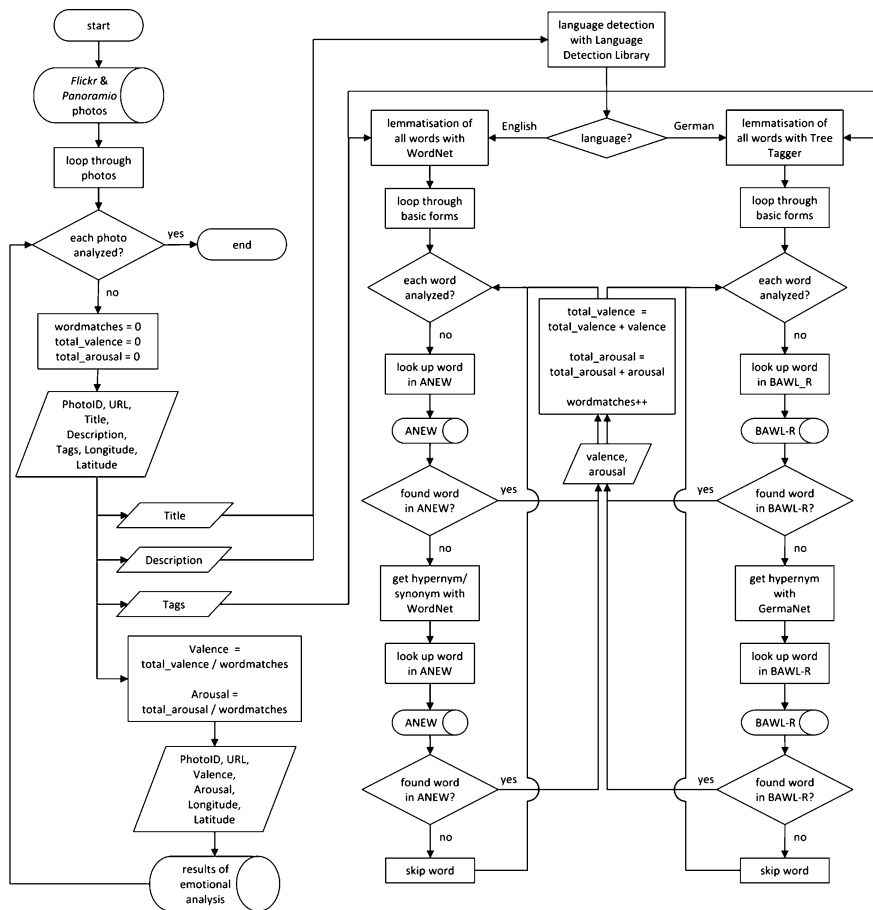 start
Flickr &
Panoramio
photos
loop through
photos
each photo
analyzed?
yes
end
no
wordmatches = 0
total_valence = 0
total_arousal = 0
PhotoID, URL,
Title,
Description,
Tags, Longitude,
Latitude
Title
Description
Tags
Valence =
total_valence / wordmatches
Arousal =
total_arousal / wordmatches
PhotoID, URL,
Valence,
Arousal,
Longitude,
Latitude
results of
emotional
analysis
language detection
with Language
Detection Library
language?
English
German
lemmatisation of
all words with
WordNet
loop through
basic forms
each word
analyzed?
no
look up word
in ANEW
ANEW
found word
in ANEW?
yes
no
get hypernym/
synonym with
WordNet
look up word
in ANEW
ANEW
found word
in ANEW?
yes
no
skip word
total_valence =
total_valence + valence
total_arousal =
total_arousal + arousal
wordmatches++
valence,
arousal
lemmatisation of
all words with Tree
Tagger
loop through
basic forms
each word
analyzed?
no
look up word
in BAWL_R
BAWL-R
found word
in BAWL-R?
yes
no
get hypernym
with
GermaNet
look up word
in BAWL-R
BAWL-R
found word
in BAWL-R?
yes
no
skip word